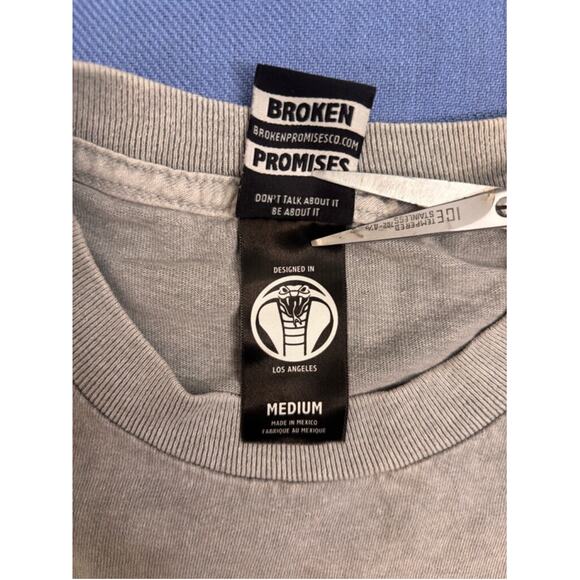 BROKEN
BROKENPROMISESCO.COM
PROMISES
DON'T TALK ABOUT IT
BE ABOUT IT
ICE TEMPERED
STAINLESS
DESIGNED IN
LOS ANGELES
MEDIUM
MADE IN MEXICO
FABRIQUE AU MEXIQUE